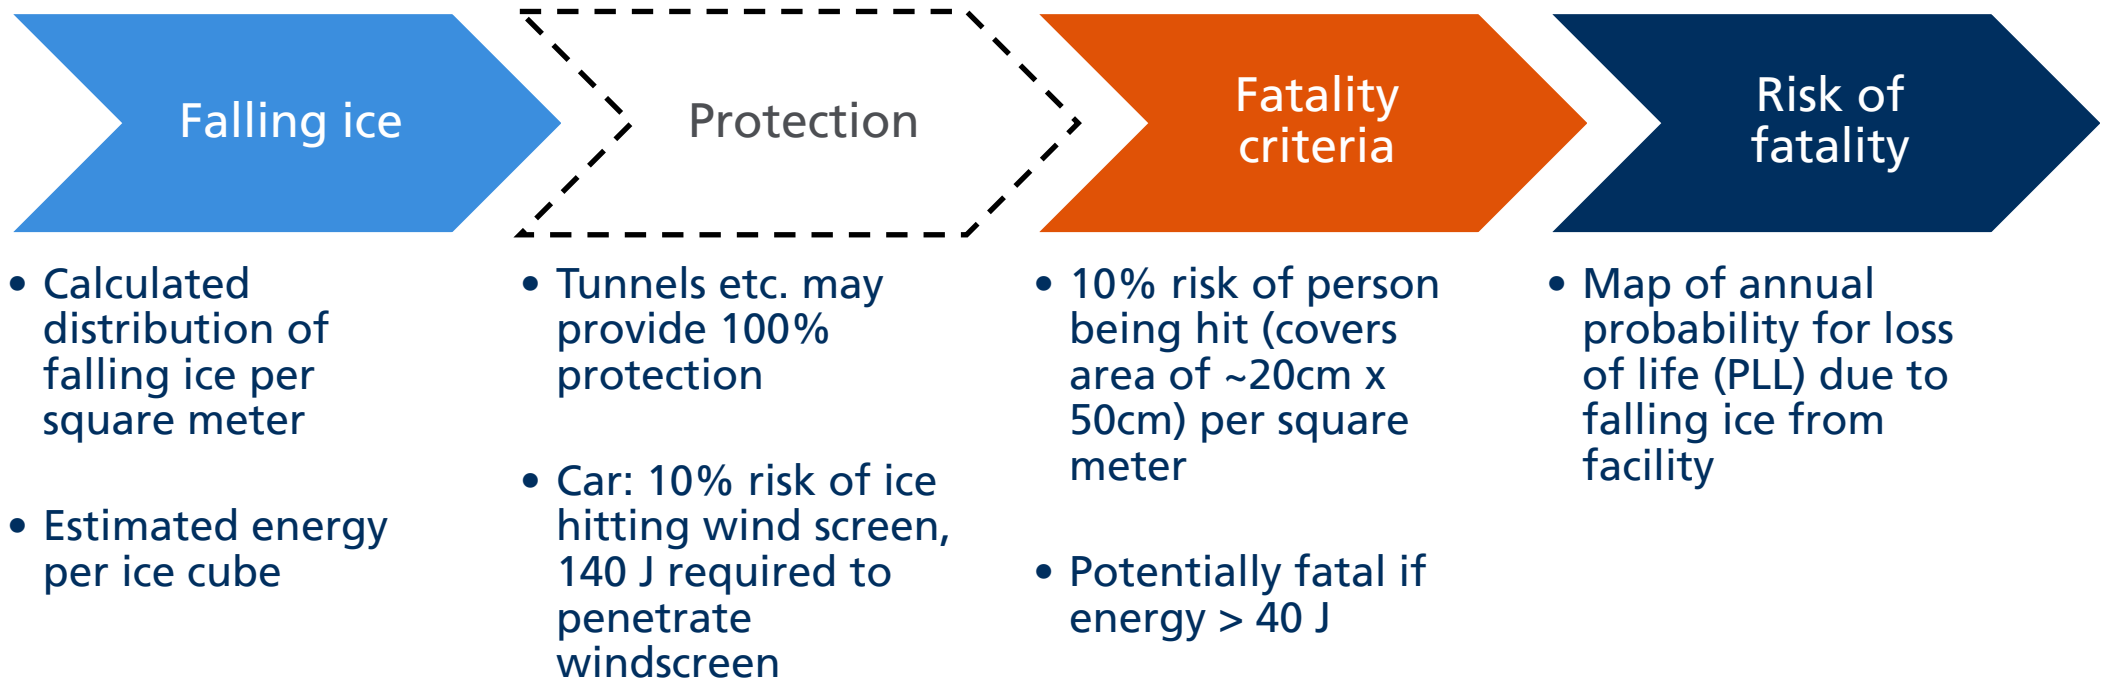 Falling ice
Protection
Fatality
criteria
Risk of
fatality
• Calculated
distribution of
falling ice per
square meter
• Estimated energy
per ice cube
• Tunnels etc. may
provide 100%
protection
• Car: 10% risk of ice
hitting wind screen,
140 J required to
penetrate
windscreen
• 10% risk of person
being hit (covers
area of ~20cm x
50cm) per square
meter
• Potentially fatal if
energy > 40 J
• Map of annual
probability for loss
of life (PLL) due to
falling ice from
facility